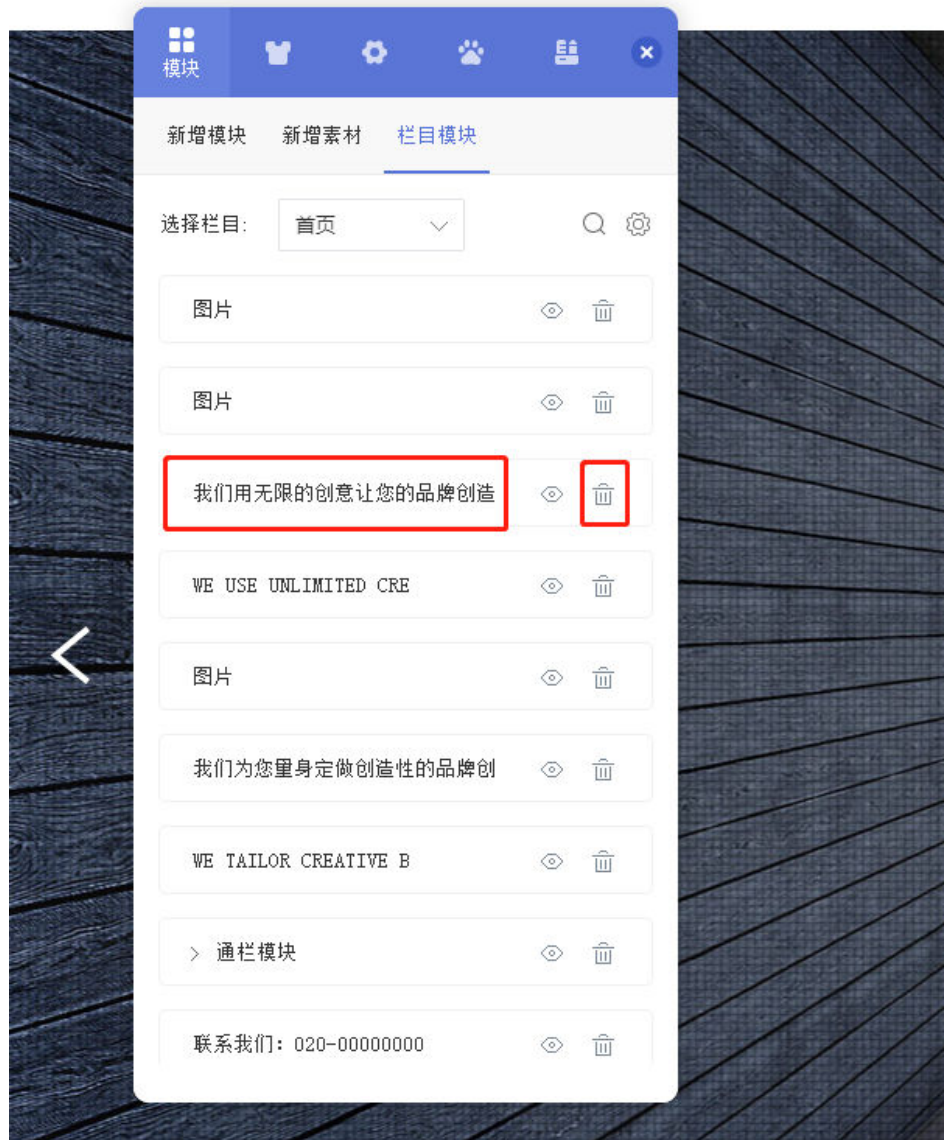 模块
新增模块 新增素材 栏目模块
选择栏目: 首页
图片
图片
我们用无限的创意让您的品牌创造
WE USE UNLIMITED CRE
图片
我们为您量身定做创造性的品牌创
WE TAILOR CREATIVE B
通栏模块
联系我们: 020-00000000